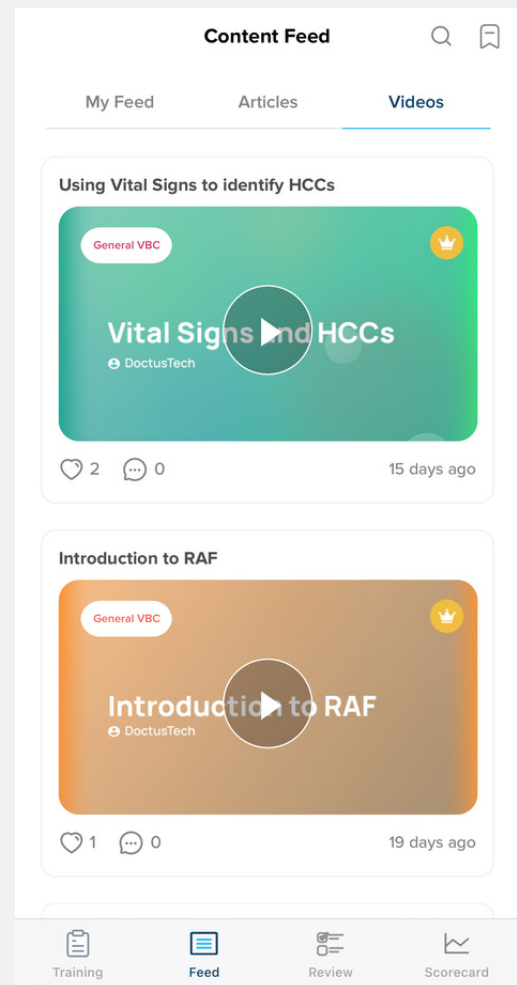 Content Feed
My Feed Articles Videos
Using Vital Signs to identify HCCs
General VBC
Vital Signs and HCCs
DoctusTech
2 0 15 days ago
Introduction to RAF
General VBC
Introduction to RAF
DoctusTech
1 0 19 days ago
Training Feed Review Scorecard